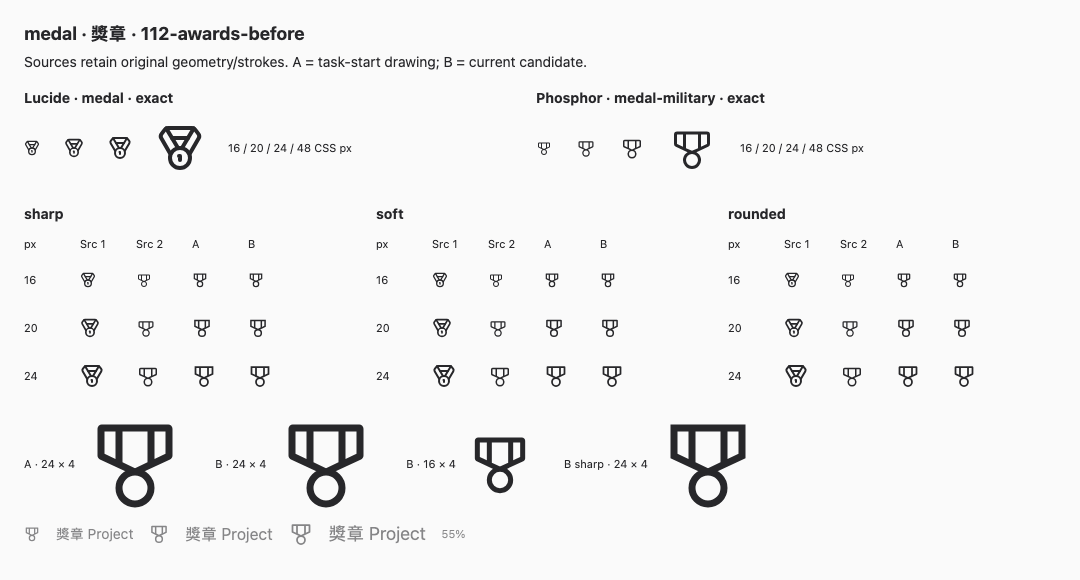 medal · 獎章 · 112-awards-before
Sources retain original geometry/strokes. A = task-start drawing; B = current candidate.
Lucide · medal · exact
16 / 20 / 24 / 48 CSS px
Phosphor · medal-military · exact
16 / 20 / 24 / 48 CSS px
sharp
px Src 1 Src 2 A B
16
20
24
soft
px Src 1 Src 2 A B
16
20
24
rounded
px Src 1 Src 2 A B
16
20
24
A · 24 × 4
B · 24 × 4
B · 16 × 4
B sharp · 24 × 4
獎章 Project 獎章 Project 獎章 Project 55%